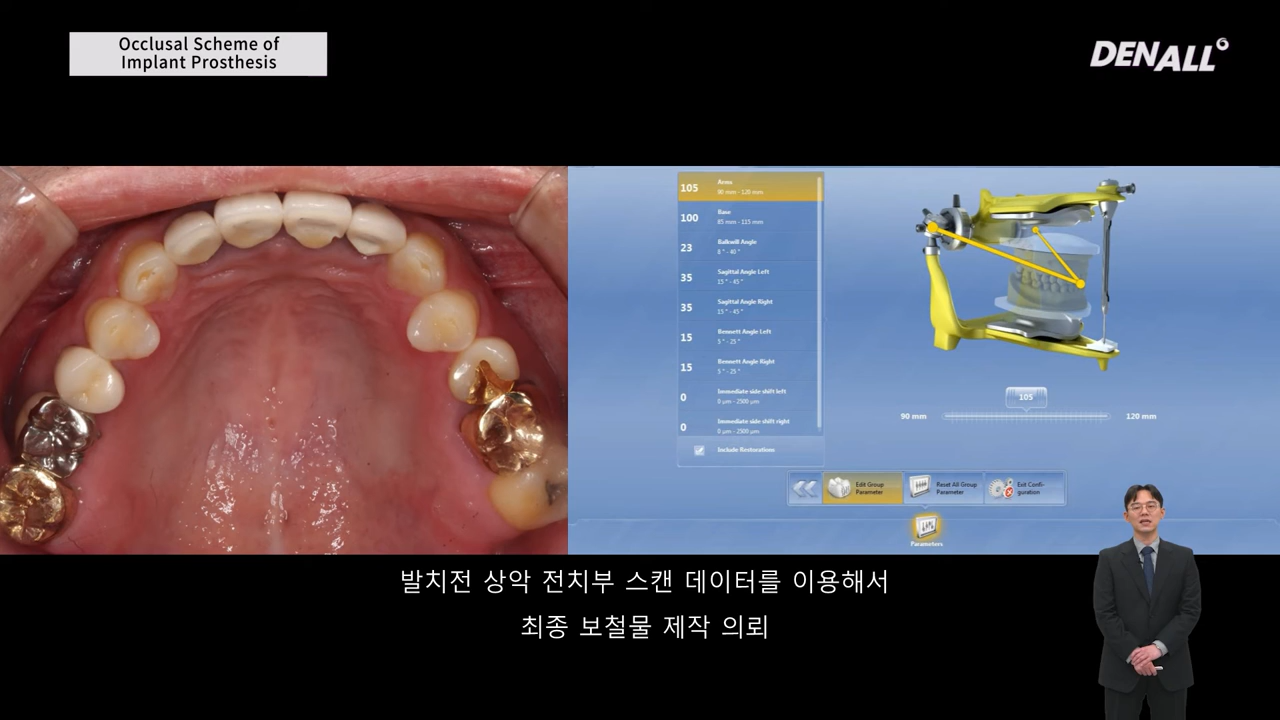 Occlusal Scheme of
Implant Prosthesis
DENALL
105 Arms
90 mm - 120 mm
100 Base
85 mm - 115 mm
23 Balkwill Angle
8 ° - 40 °
35 Sagittal Angle Left
15 ° - 45 °
35 Sagittal Angle Right
15 ° - 45 °
15 Bennett Angle Left
5 ° - 25 °
15 Bennett Angle Right
5 ° - 25 °
0 Immediate side shift left
0 µm - 2500 µm
0 Immediate side shift right
0 µm - 2500 µm
Include Restorations
105
90 mm 120 mm
Edit Group
Parameter
Reset All Group
Parameter
Exit Confi-
guration
Parameters
발치전 상악 전치부 스캔 데이터를 이용해서
최종 보철물 제작 의뢰